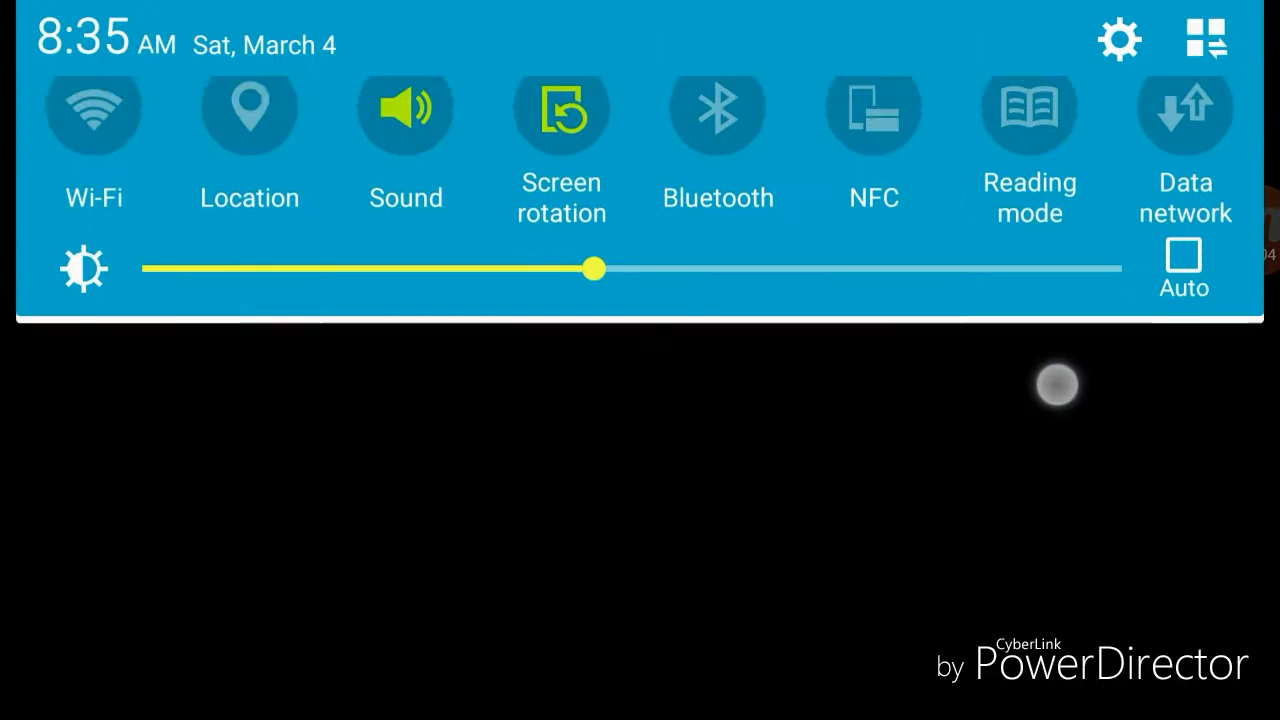 8:35 AM Sat, March 4
Wi-Fi
Location
Sound
Screen
rotation
Bluetooth
NFC
Reading
mode
Data
network
04
Auto
CyberLink
by PowerDirector